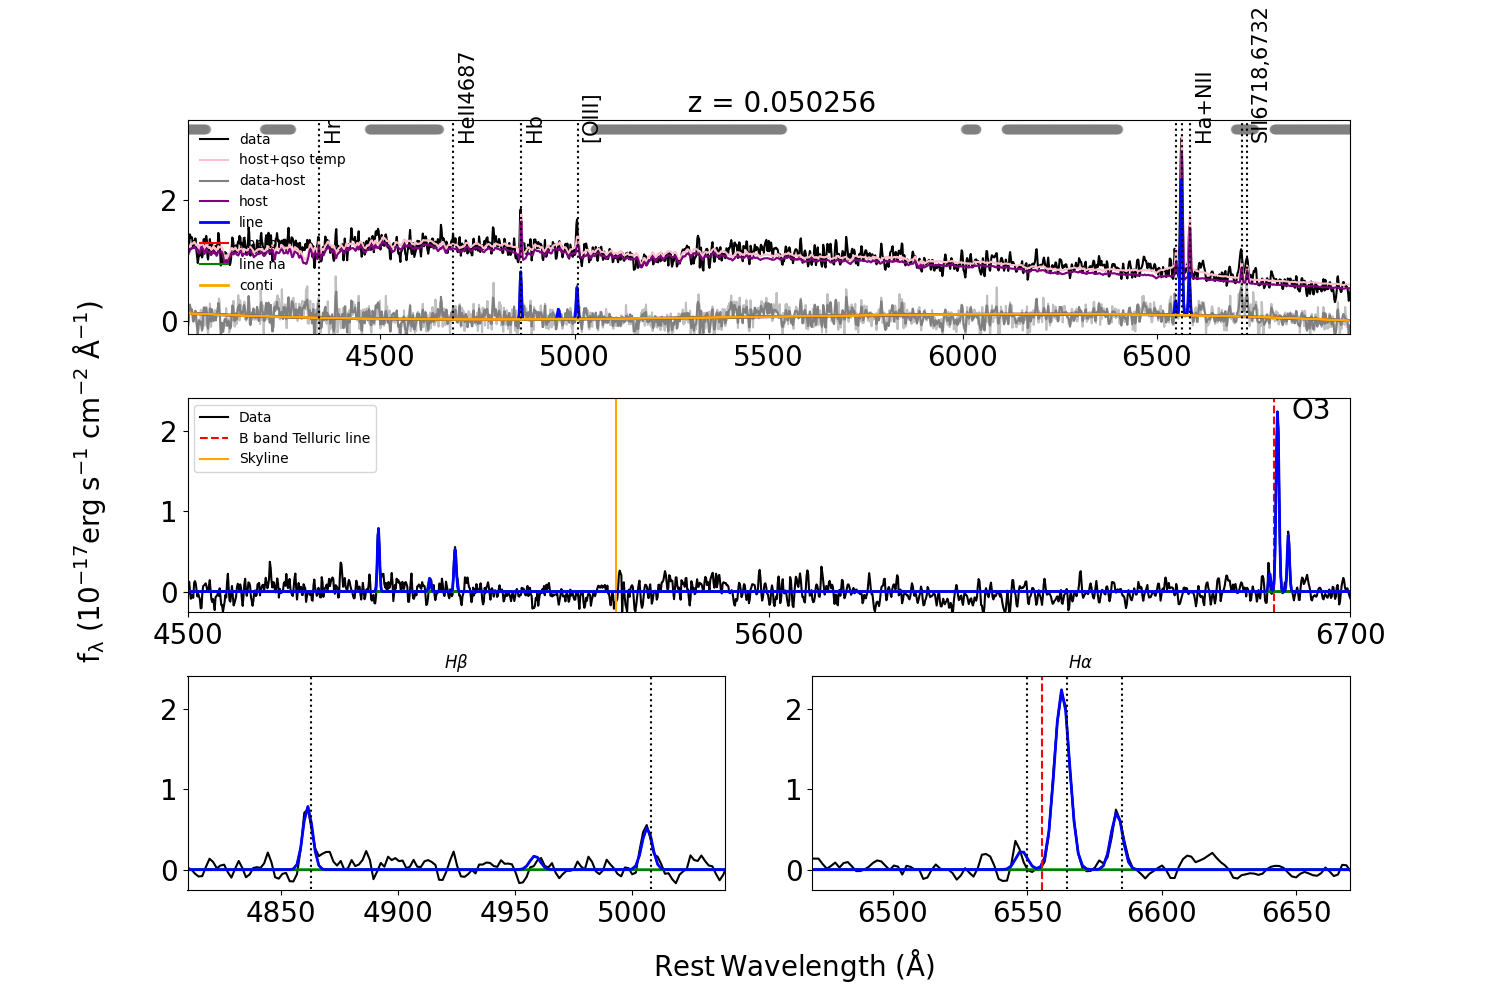 z = 0.050256
Hr
HeII4687
Hb
[OIII]
Ha+NII
SII6718,6732
data
host+qso temp
data-host
host
line
line na
conti
2
0
4500 5000 5500 6000 6500
fλ (10⁻¹⁷erg s⁻¹ cm⁻² Å⁻¹)
Data
B band Telluric line
Skyline
O3
2
1
0
4500 5600 6700
Hβ
2
1
0
4850 4900 4950 5000
Hα
2
1
0
6500 6550 6600 6650
Rest Wavelength (Å)